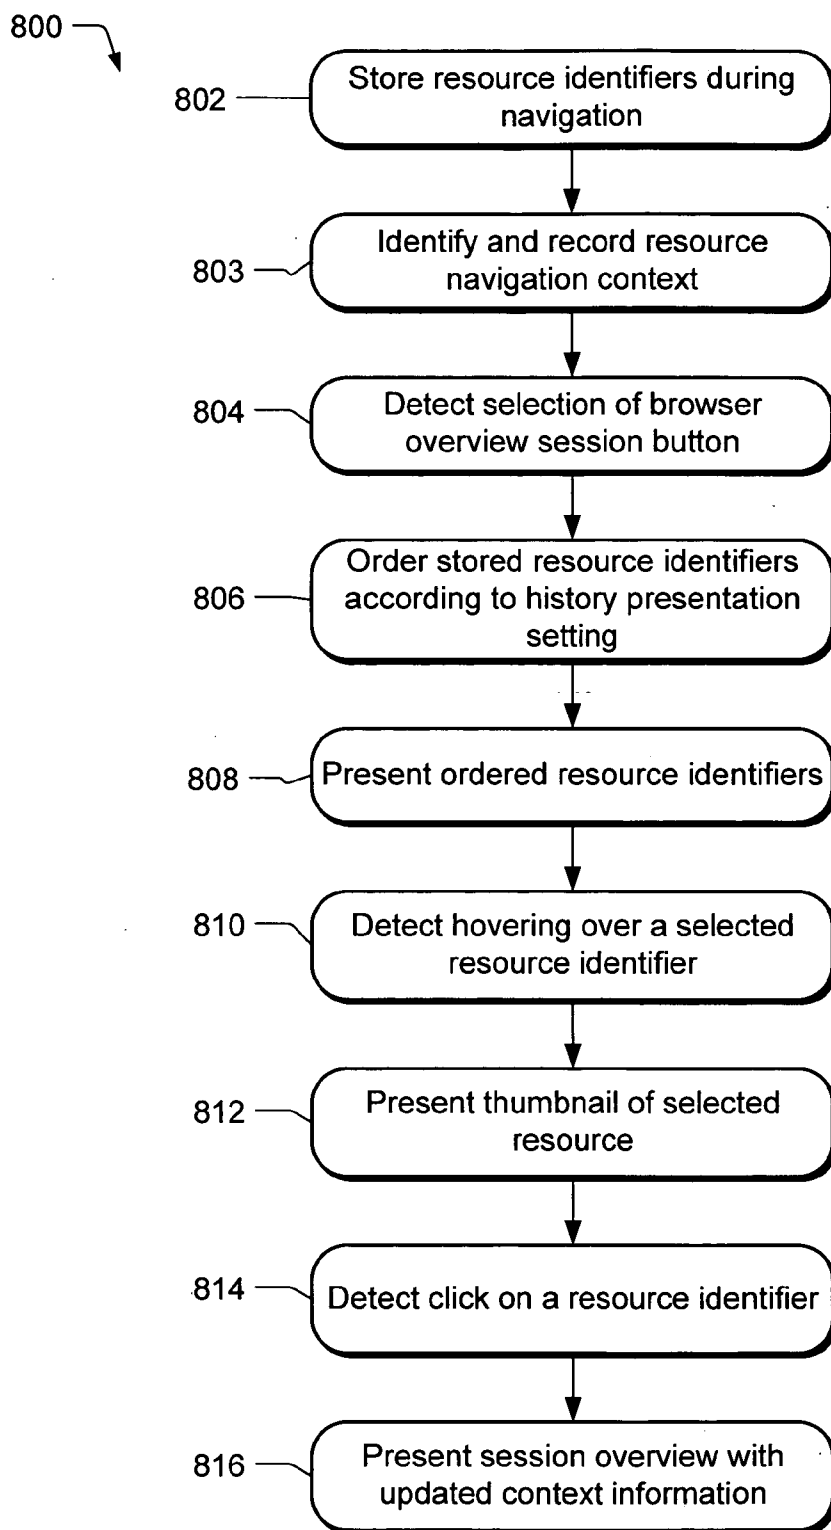 800
802
Store resource identifiers during
navigation
803
Identify and record resource
navigation context
804
Detect selection of browser
overview session button
806
Order stored resource identifiers
according to history presentation
setting
808
Present ordered resource identifiers
810
Detect hovering over a selected
resource identifier
812
Present thumbnail of selected
resource
814
Detect click on a resource identifier
816
Present session overview with
updated context information